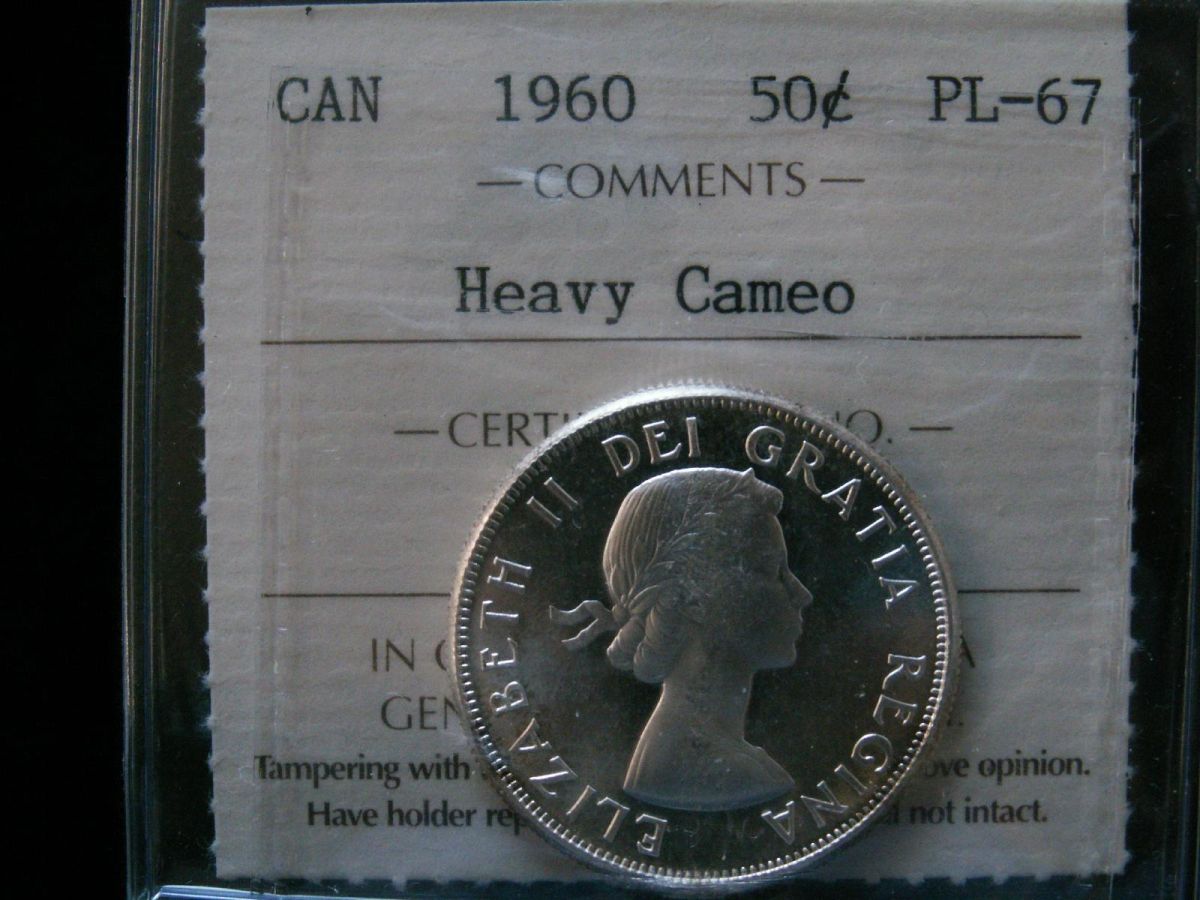 CAN 1960 50¢ PL-67
— COMMENTS —
Heavy Cameo
— CERTI O. —
IN A
GEN
Tampering with ove opinion.
Have holder rep not intact.
ELIZABETH II DEI GRATIA REGINA